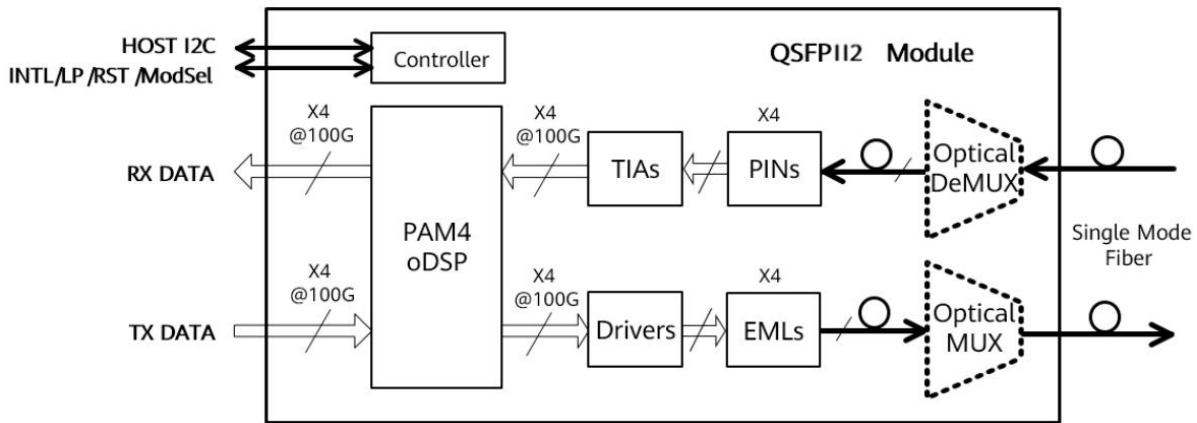 HOST I2C
INTL/LP/RST/ModSel
Controller
QSFP112 Module
X4
@100G
X4
@100G
X4
RX DATA
TIAs
PINs
Optical
DeMUX
PAM4
oDSP
Single Mode
Fiber
X4
@100G
X4
@100G
X4
TX DATA
Drivers
EMLs
Optical
MUX